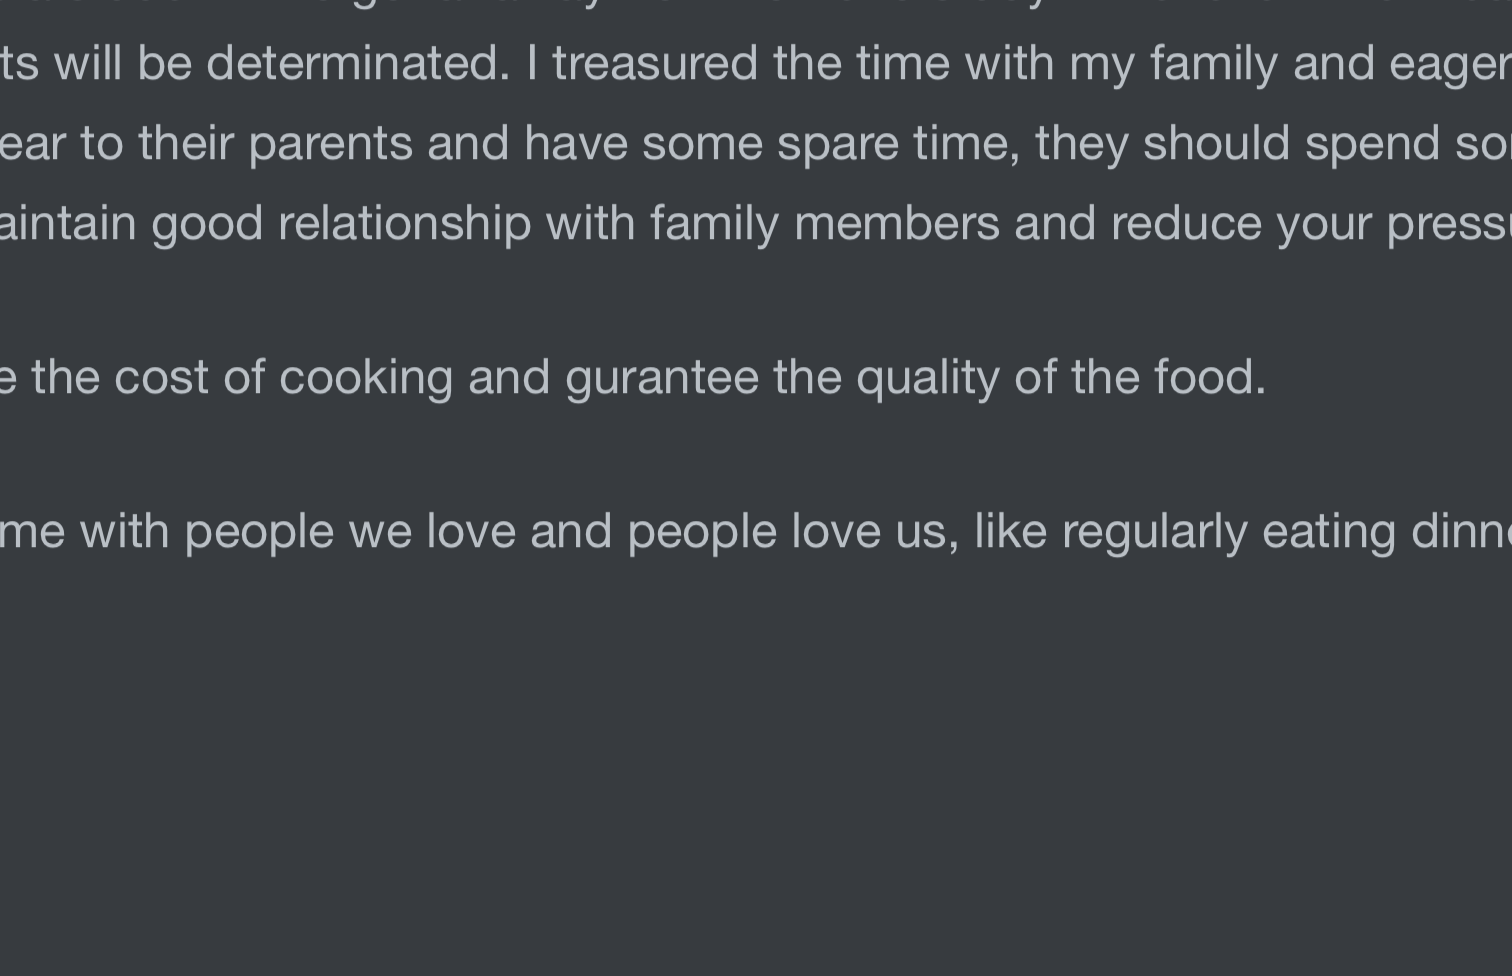 ts will be determinated. I treasured the time with my family and eager
ear to their parents and have some spare time, they should spend so
aintain good relationship with family members and reduce your press
e the cost of cooking and gurantee the quality of the food.
me with people we love and people love us, like regularly eating dinn